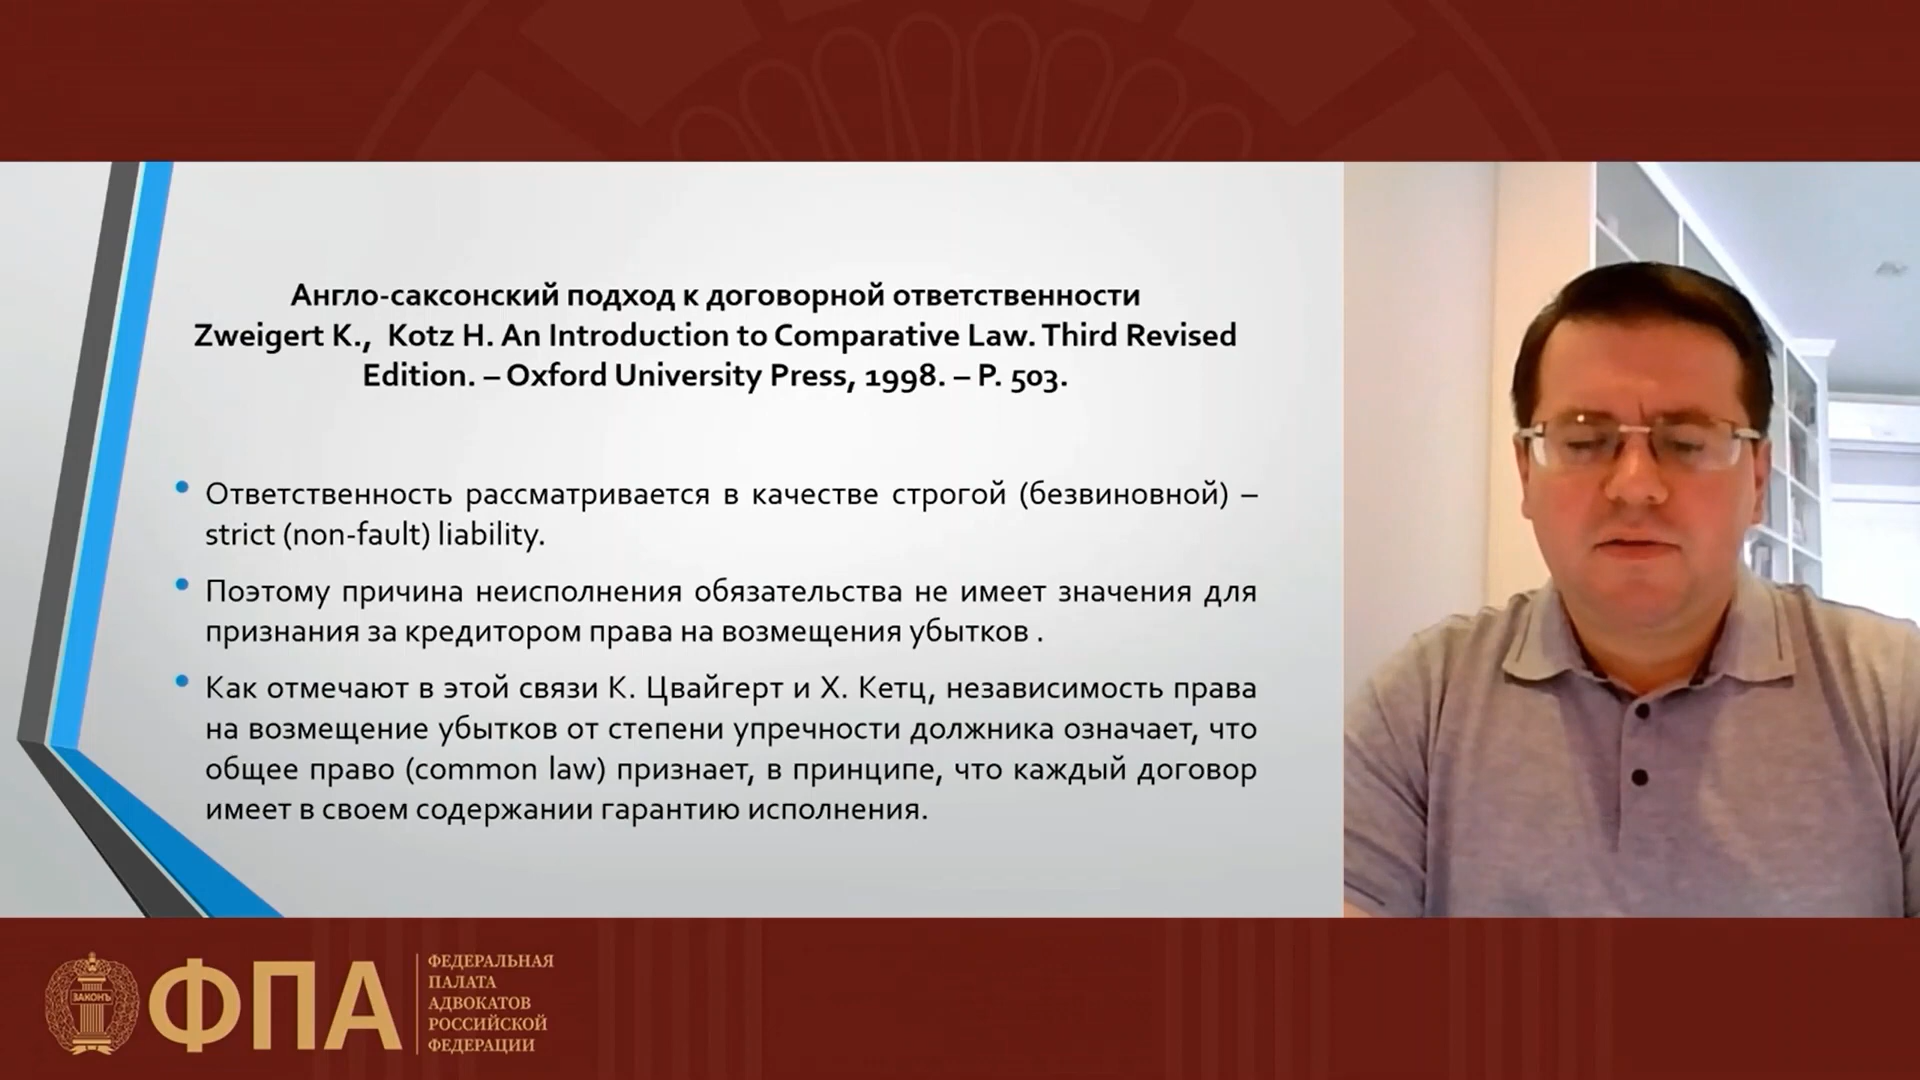 Англо-саксонский подход к договорной ответственности
Zweigert K., Kotz H. An Introduction to Comparative Law. Third Revised
Edition. – Oxford University Press, 1998. – P. 503.
• Ответственность рассматривается в качестве строгой (безвиновной) –
strict (non-fault) liability.
• Поэтому причина неисполнения обязательства не имеет значения для
признания за кредитором права на возмещения убытков .
• Как отмечают в этой связи К. Цвайгерт и Х. Кетц, независимость права
на возмещение убытков от степени упречности должника означает, что
общее право (common law) признает, в принципе, что каждый договор
имеет в своем содержании гарантию исполнения.
ЗАКОНЪ
ФПА
ФЕДЕРАЛЬНАЯ
ПАЛАТА
АДВОКАТОВ
РОССИЙСКОЙ
ФЕДЕРАЦИИ